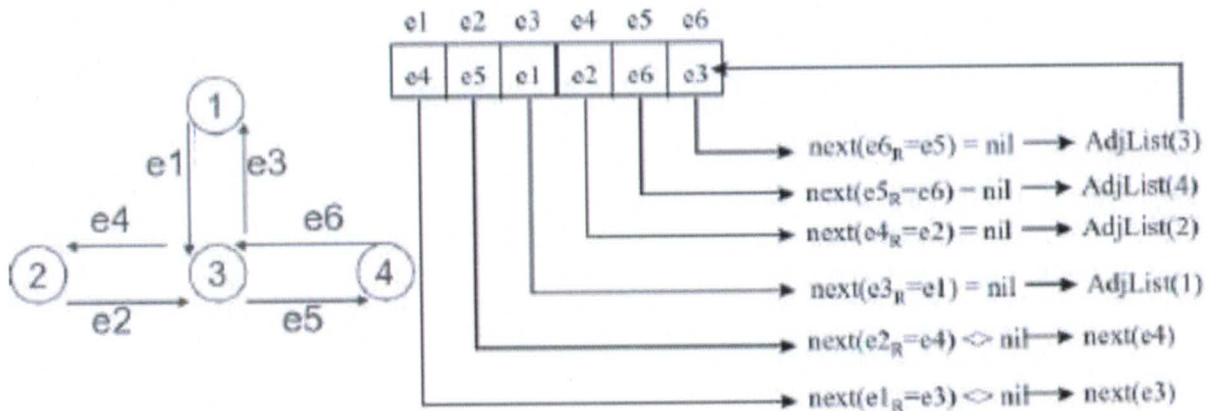 e1 e2 e3 e4 e5 e6
e4 e5 e1 e2 e6 e3
1
e1 e3
next(e6R=e5) = nil AdjList(3)
next(e5R=e6) = nil AdjList(4)
e4 e6
next(e4R=e2) = nil AdjList(2)
2 3 4
next(e3R=e1) = nil AdjList(1)
e2 e5
next(e2R=e4) <> nil next(e4)
next(e1R=e3) <> nil next(e3)